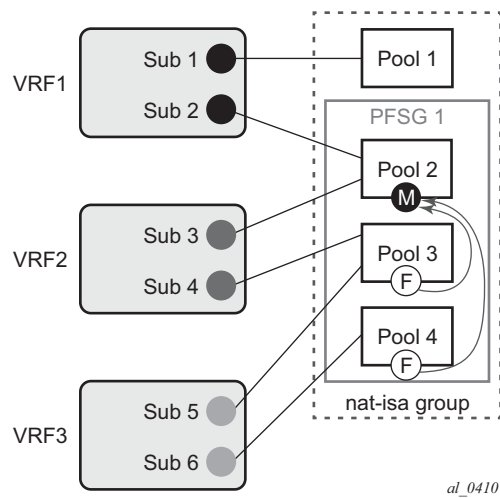 VRF1
Sub 1
Sub 2
Pool 1
PFSG 1
Pool 2
M
VRF2
Sub 3
Sub 4
Pool 3
F
Pool 4
F
VRF3
Sub 5
Sub 6
nat-isa group
al_0410